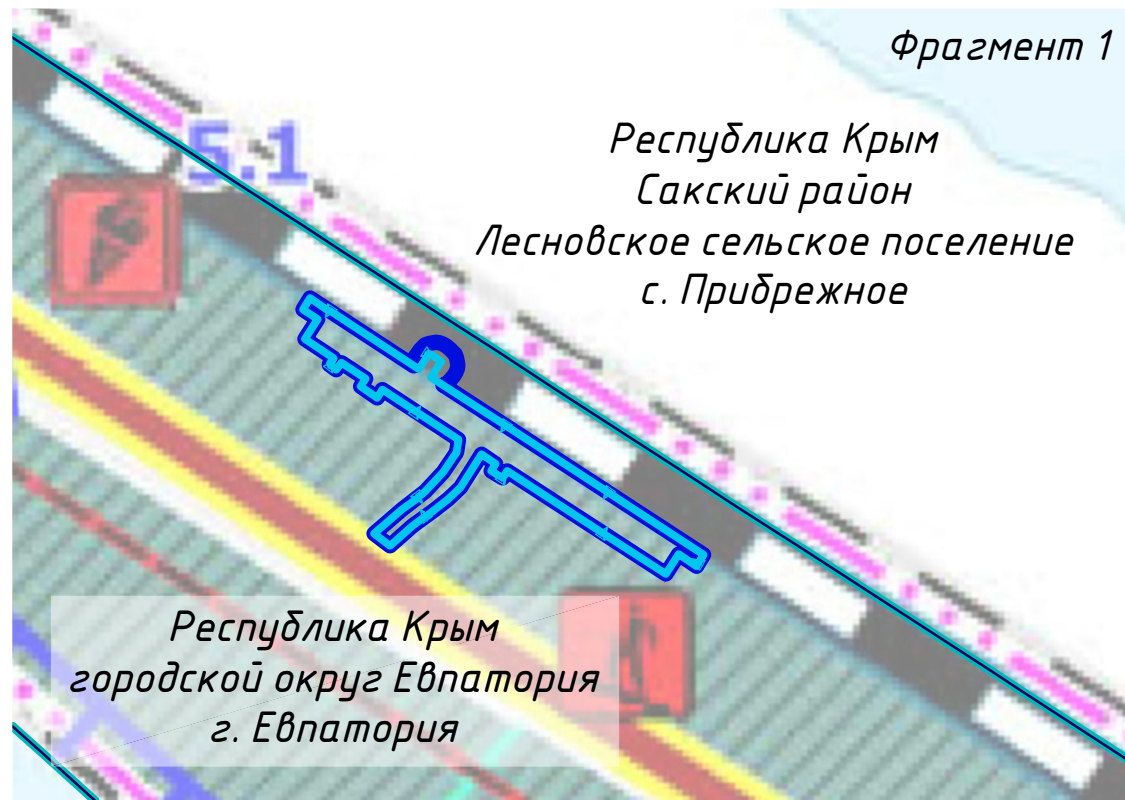 Фрагмент 1
Республика Крым
Сакский район
Лесновское сельское поселение
с. Прибрежное
5.1
Республика Крым
городской округ Евпатория
г. Евпатория